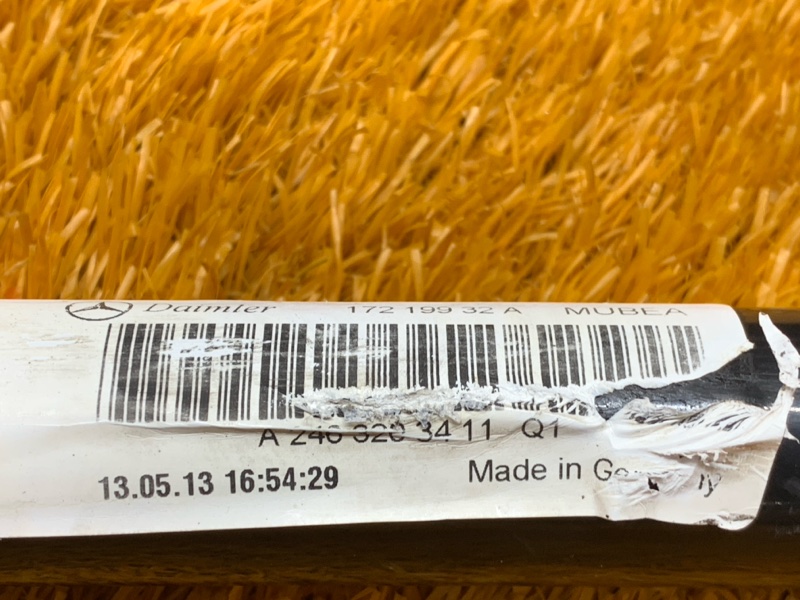 Daimler 172 199 32 A MUBEA
A 246 320 34 11 Q1
13.05.13 16:54:29
Made in